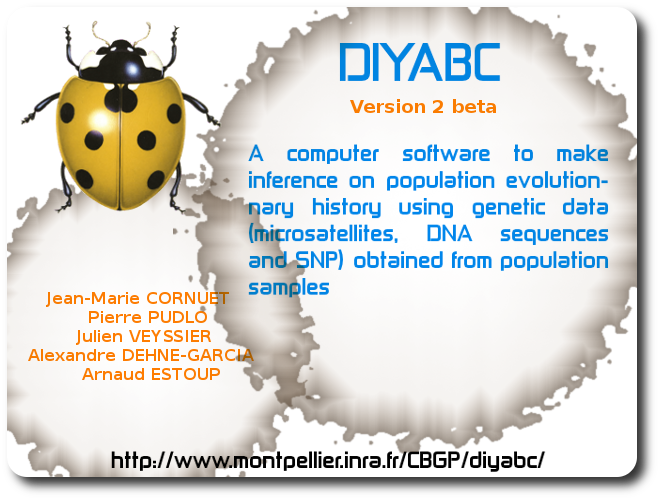 DIYABC
Version 2 beta
A computer software to make
inference on population evolution-
nary history using genetic data
(microsatellites, DNA sequences
and SNP) obtained from population
samples
Jean-Marie CORNUET
Pierre PUDLO
Julien VEYSSIER
Alexandre DEHNE-GARCIA
Arnaud ESTOUP
http://www.montpellier.inra.fr/CBGP/diyabc/